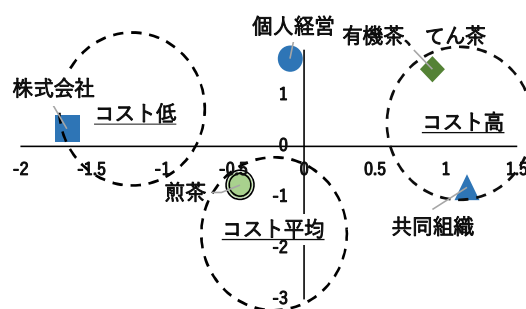 個人経営
有機茶
てん茶
株式会社
コスト低
コスト高
1
0
-2
-1.5
-1
-0.5
0
0.5
1
1.5
煎茶
-1
コスト平均
共同組織
-2
-3